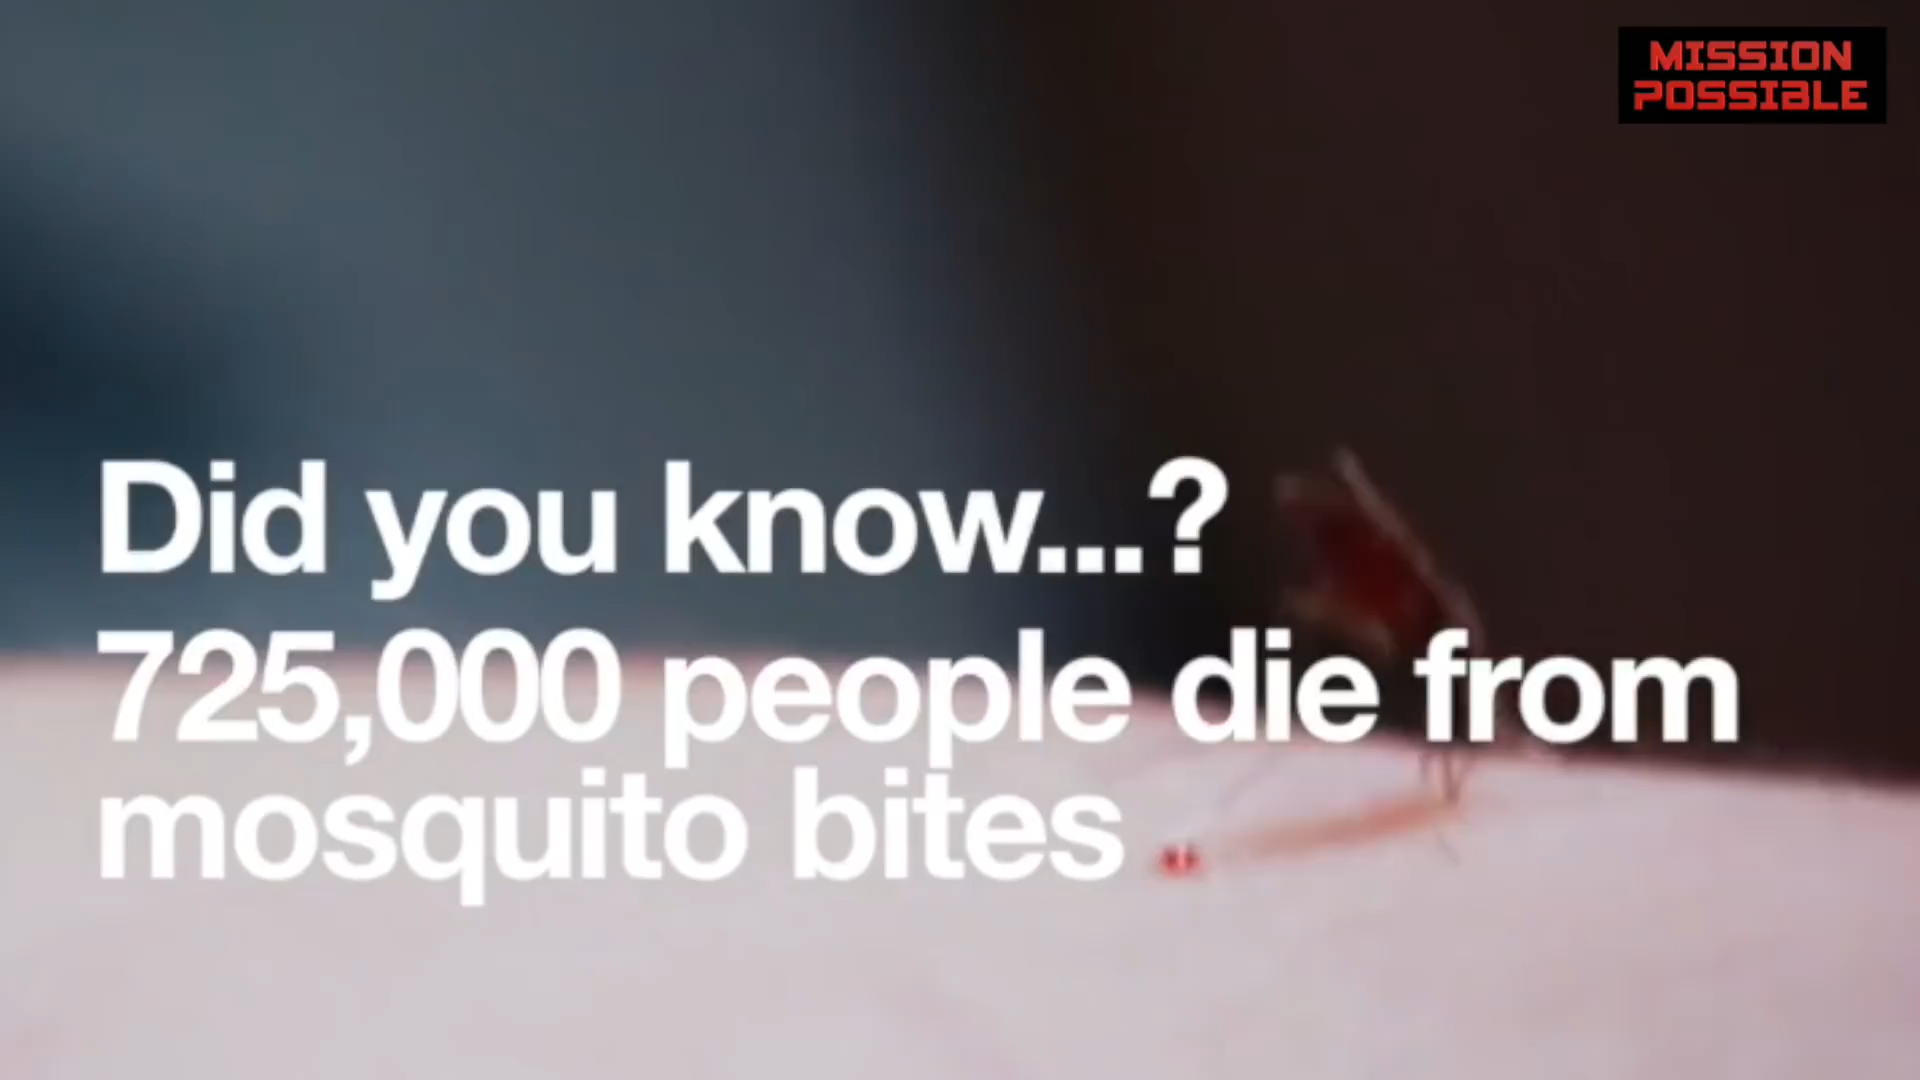 MISSION
POSSIBLE
Did you know...?
725,000 people die from
mosquito bites